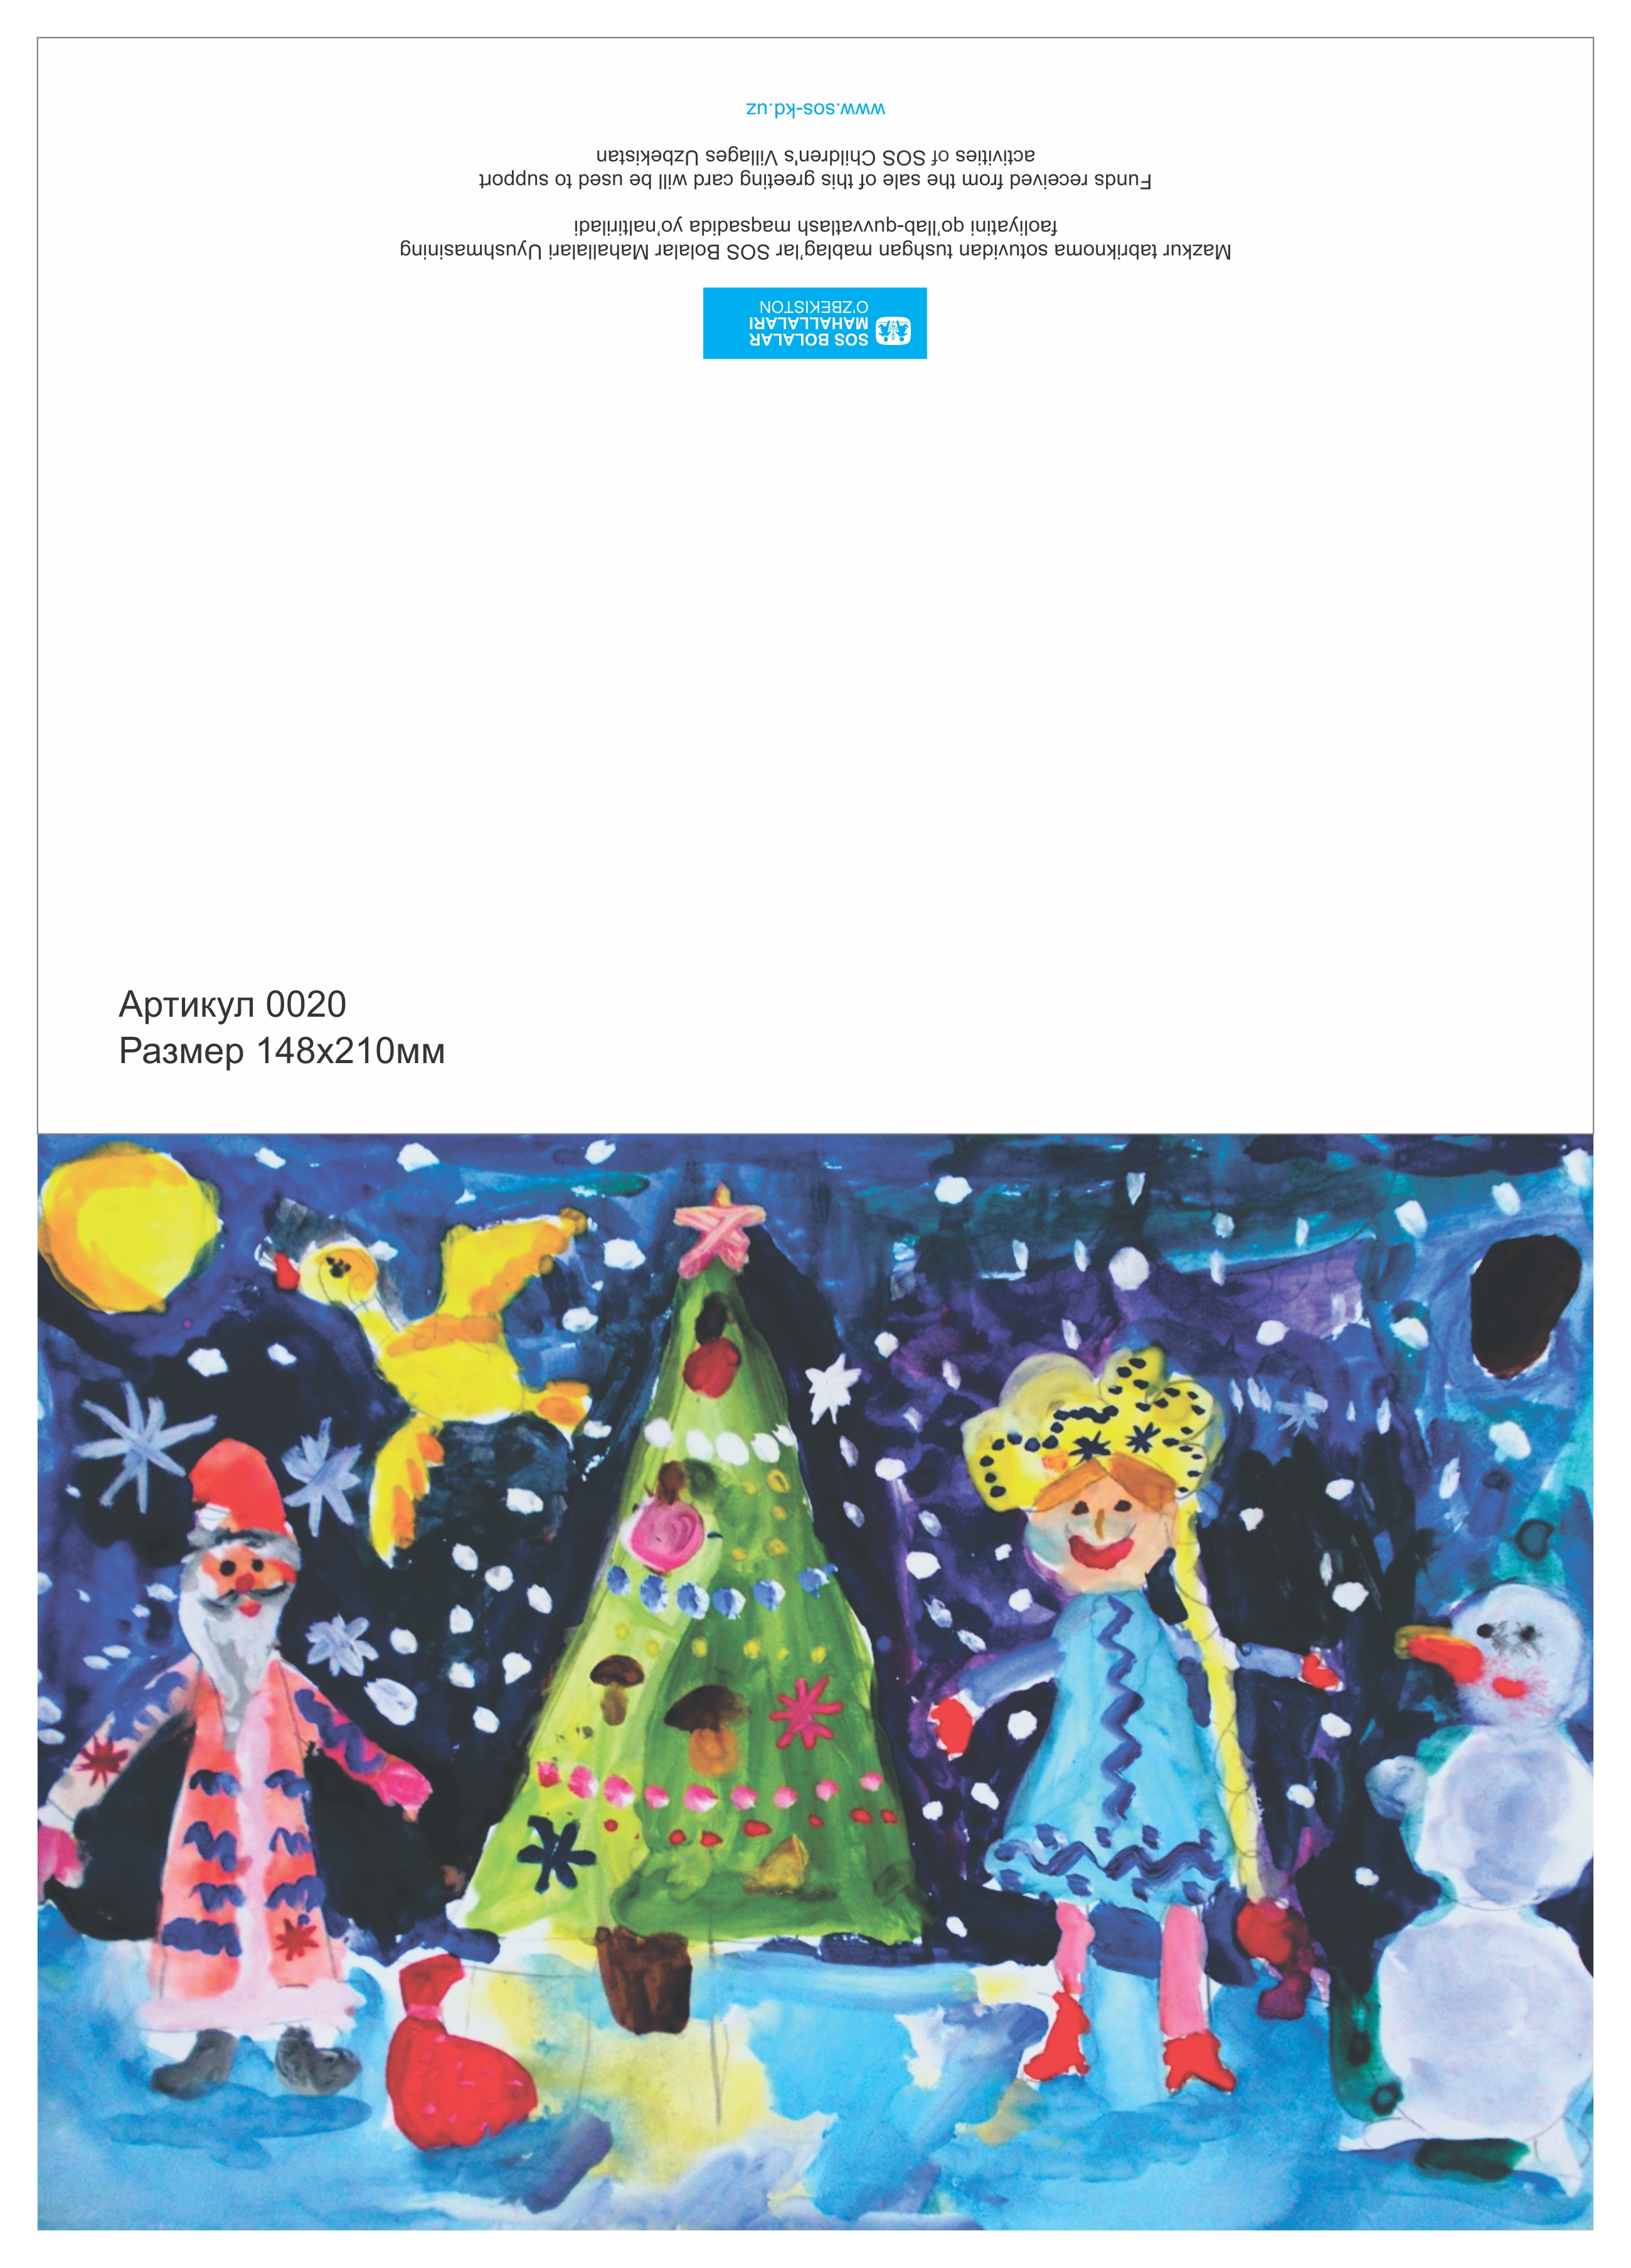 SOS BOLALAR
MAHALLALARI
O'ZBEKISTON
Mazkur tabriknoma sotuvidan tushgan mablag'lar SOS Bolalar Mahallalari Uyushmasining
faoliyatini qo'llab-quvvatlash maqsadida yo'naltiriladi
Funds received from the sale of this greeting card will be used to support
activities of SOS Children's Villages Uzbekistan
www.sos-kd.uz
Артикул 0020
Размер 148x210мм